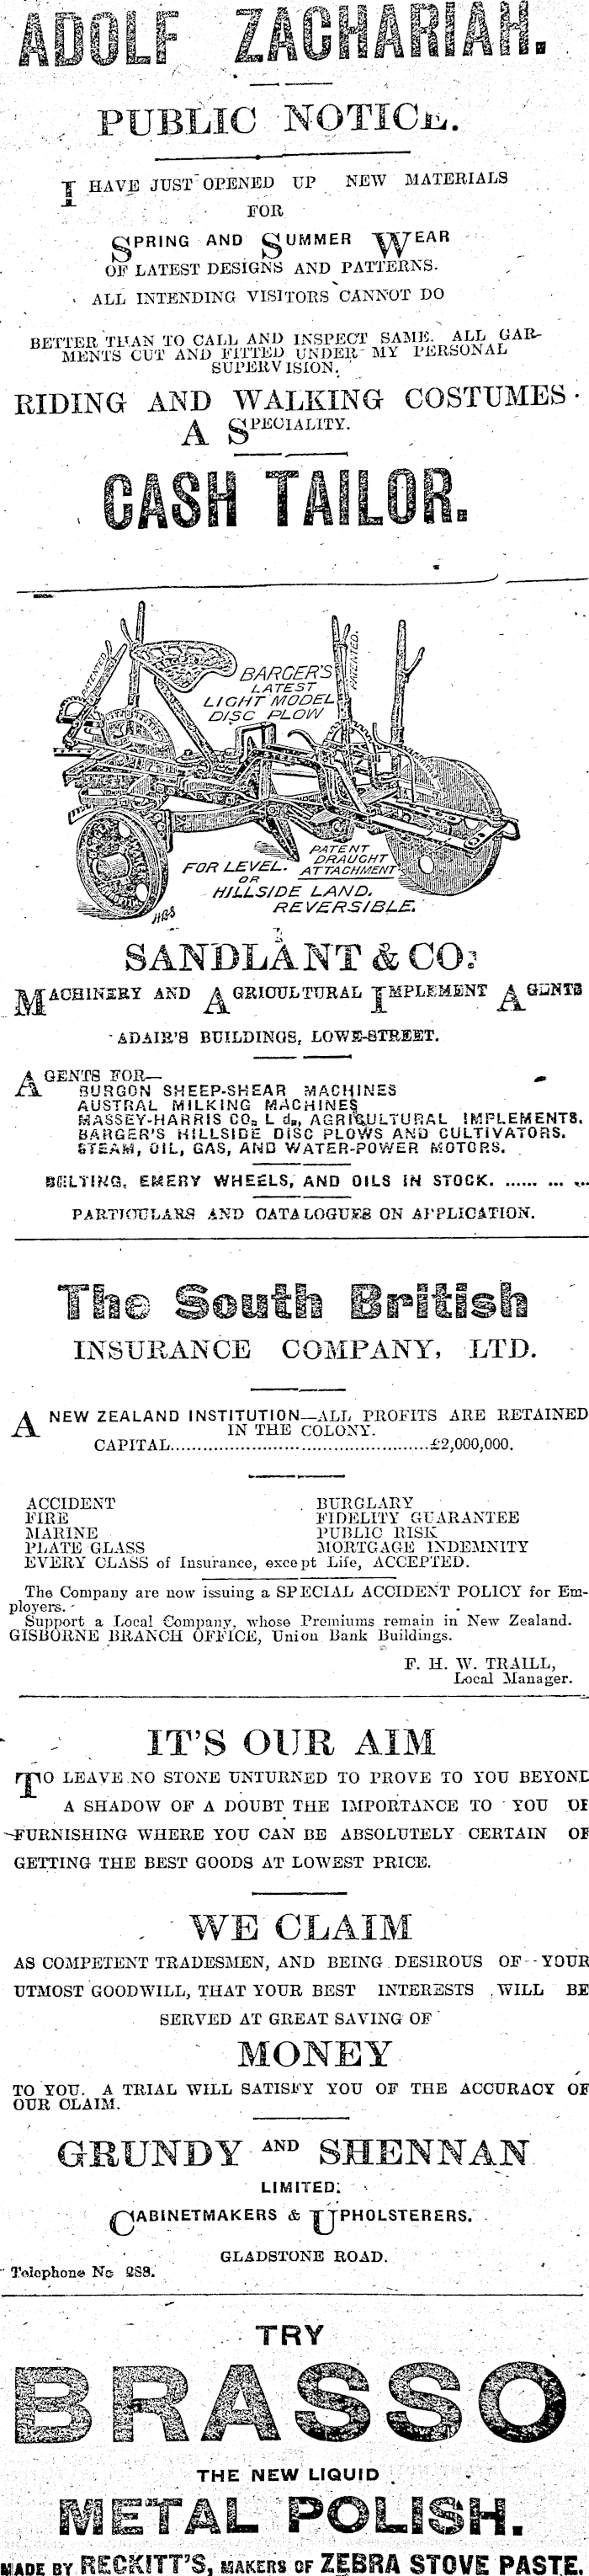 ADOLF ZACHARIAH.
PUBLIC NOTICE.
I HAVE JUST OPENED UP NEW MATERIALS
FOR
SPRING AND SUMMER WEAR
OF LATEST DESIGNS AND PATTERNS.
ALL INTENDING VISITORS CANNOT DO
BETTER THAN TO CALL AND INSPECT SAME. ALL GAR-
MENTS CUT AND FITTED UNDER MY PERSONAL
SUPERVISION.
RIDING AND WALKING COSTUMES
A SPECIALITY.
CASH TAILOR.
PATENTED
PATENTED.
BARGER'S
LATEST
LIGHT MODEL
DISC PLOW
FOR LEVEL.
OR
HILLSIDE LAND.
REVERSIBLE.
PATENT
DRAUGHT
ATTACHMENT
HBS
SANDLANT & CO.
MACHINERY AND AGRICULTURAL IMPLEMENT AGENTS
ADAIR'S BUILDINGS, LOWE-STREET.
AGENTS FOR—
BURGON SHEEP-SHEAR MACHINES
AUSTRAL MILKING MACHINES
MASSEY-HARRIS CO., L d., AGRICULTURAL IMPLEMENTS.
BARGER'S HILLSIDE DISC PLOWS AND CULTIVATORS.
STEAM, OIL, GAS, AND WATER-POWER MOTORS.
BELTING, EMERY WHEELS, AND OILS IN STOCK. ...... ... ...
PARTICULARS AND CATALOGUES ON APPLICATION.
The South British
INSURANCE COMPANY, LTD.
A NEW ZEALAND INSTITUTION—ALL PROFITS ARE RETAINED
IN THE COLONY.
CAPITAL................................................£2,000,000.
ACCIDENT BURGLARY
FIRE FIDELITY GUARANTEE
MARINE PUBLIC RISK
PLATE GLASS MORTGAGE INDEMNITY
EVERY CLASS of Insurance, except Life, ACCEPTED.
The Company are now issuing a SPECIAL ACCIDENT POLICY for Em-
ployers.
Support a Local Company, whose Premiums remain in New Zealand.
GISBORNE BRANCH OFFICE, Union Bank Buildings.
F. H. W. TRAILL,
Local Manager.
IT'S OUR AIM
TO LEAVE NO STONE UNTURNED TO PROVE TO YOU BEYOND
A SHADOW OF A DOUBT THE IMPORTANCE TO YOU OF
FURNISHING WHERE YOU CAN BE ABSOLUTELY CERTAIN OF
GETTING THE BEST GOODS AT LOWEST PRICE.
WE CLAIM
AS COMPETENT TRADESMEN, AND BEING DESIROUS OF YOUR
UTMOST GOODWILL, THAT YOUR BEST INTERESTS WILL BE
SERVED AT GREAT SAVING OF
MONEY
TO YOU. A TRIAL WILL SATISFY YOU OF THE ACCURACY OF
OUR CLAIM.
GRUNDY AND SHENNAN
LIMITED.
CABINETMAKERS & UPHOLSTERERS.
GLADSTONE ROAD.
Telephone No 288.
TRY
BRASSO
THE NEW LIQUID
METAL POLISH.
MADE BY RECKITT'S, MAKERS OF ZEBRA STOVE PASTE.